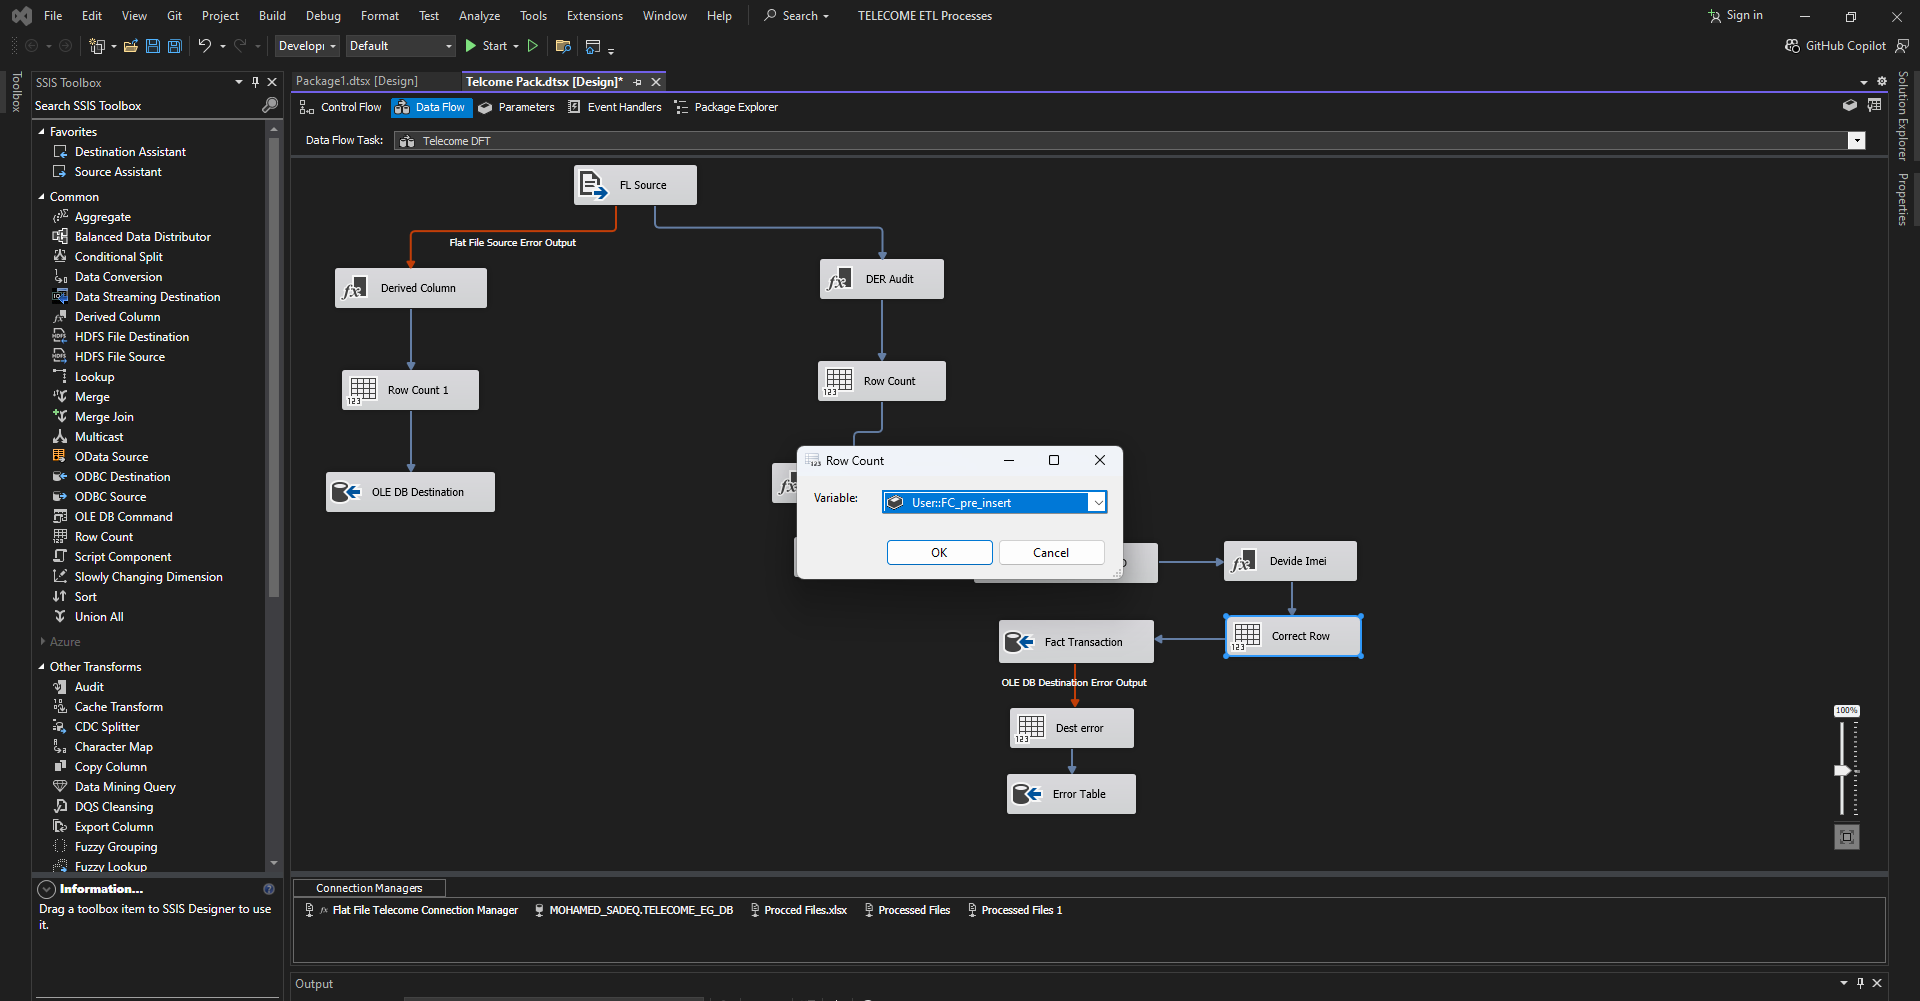 File Edit View Git Project Build Debug Format Test Analyze Tools Extensions Window Help Search TELECOME ETL Processes Sign in
Developı Default Start GitHub Copilot
Toolbox
SSIS Toolbox
Search SSIS Toolbox
Favorites
Destination Assistant
Source Assistant
Common
Aggregate
Balanced Data Distributor
Conditional Split
Data Conversion
Data Streaming Destination
Derived Column
HDFS File Destination
HDFS File Source
Lookup
Merge
Merge Join
Multicast
OData Source
ODBC Destination
ODBC Source
OLE DB Command
Row Count
Script Component
Slowly Changing Dimension
Sort
Union All
Azure
Other Transforms
Audit
Cache Transform
CDC Splitter
Character Map
Copy Column
Data Mining Query
DQS Cleansing
Export Column
Fuzzy Grouping
Fuzzy Lookup
Information...
Drag a toolbox item to SSIS Designer to use
it.
Package1.dtsx [Design] Telcome Pack.dtsx [Design]*
Control Flow Data Flow Parameters Event Handlers Package Explorer
Data Flow Task: Telecome DFT
FL Source
Flat File Source Error Output
Derived Column
DER Audit
Row Count 1
Row Count
OLE DB Destination
Row Count
Variable: User::FC_pre_insert
OK Cancel
Devide Imei
Correct Row
Fact Transaction
OLE DB Destination Error Output
Dest error
Error Table
100%
Connection Managers
Flat File Telecome Connection Manager MOHAMED_SADEQ.TELECOME_EG_DB Procced Files.xlsx Processed Files Processed Files 1
Output
Solution Explorer
Properties